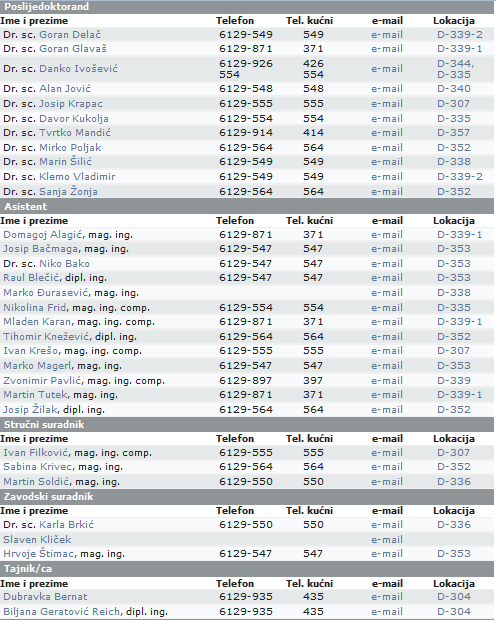 Poslijedoktorand
Ime i prezime Telefon Tel. kućni e-mail Lokacija
Dr. sc. Goran Delač 6129-549 549 e-mail D-339-2
Dr. sc. Goran Glavaš 6129-871 371 e-mail D-339-1
Dr. sc. Danko Ivošević 6129-926 554 426 554 e-mail D-344, D-335
Dr. sc. Alan Jović 6129-548 548 e-mail D-340
Dr. sc. Josip Krapac 6129-555 555 e-mail D-307
Dr. sc. Davor Kukolja 6129-554 554 e-mail D-335
Dr. sc. Tvrtko Mandić 6129-914 414 e-mail D-357
Dr. sc. Mirko Poljak 6129-564 564 e-mail D-352
Dr. sc. Marin Šilić 6129-549 549 e-mail D-338
Dr. sc. Klemo Vladimir 6129-549 549 e-mail D-339-2
Dr. sc. Sanja Žonja 6129-564 564 e-mail D-352
Asistent
Ime i prezime Telefon Tel. kućni e-mail Lokacija
Domagoj Alagić, mag. ing. 6129-871 371 e-mail D-339-1
Josip Bačmaga, mag. ing. 6129-547 547 e-mail D-353
Dr. sc. Niko Bako 6129-547 547 e-mail D-353
Raul Blečić, dipl. ing. 6129-547 547 e-mail D-353
Marko Đurasević, mag. ing. e-mail D-338
Nikolina Frid, mag. ing. comp. 6129-554 554 e-mail D-335
Mladen Karan, mag. ing. comp. 6129-871 371 e-mail D-339-1
Tihomir Knežević, dipl. ing. 6129-564 564 e-mail D-352
Ivan Krešo, mag. ing. comp. 6129-555 555 e-mail D-307
Marko Magerl, mag. ing. 6129-547 547 e-mail D-353
Zvonimir Pavlić, mag. ing. comp. 6129-897 397 e-mail D-339
Martin Tutek, mag. ing. 6129-871 371 e-mail D-339-1
Josip Žilak, dipl. ing. 6129-564 564 e-mail D-352
Stručni suradnik
Ime i prezime Telefon Tel. kućni e-mail Lokacija
Ivan Filković, mag. ing. comp. 6129-555 555 e-mail D-307
Sabina Krivec, mag. ing. 6129-564 564 e-mail D-352
Martin Soldić, mag. ing. 6129-550 550 e-mail D-336
Zavodski suradnik
Ime i prezime Telefon Tel. kućni e-mail Lokacija
Dr. sc. Karla Brkić 6129-550 550 e-mail D-336
Slaven Kliček e-mail
Hrvoje Štimac, mag. ing. 6129-547 547 e-mail D-353
Tajnik/ca
Ime i prezime Telefon Tel. kućni e-mail Lokacija
Dubravka Bernat 6129-935 435 e-mail D-304
Biljana Geratović Reich, dipl. ing. 6129-935 435 e-mail D-304